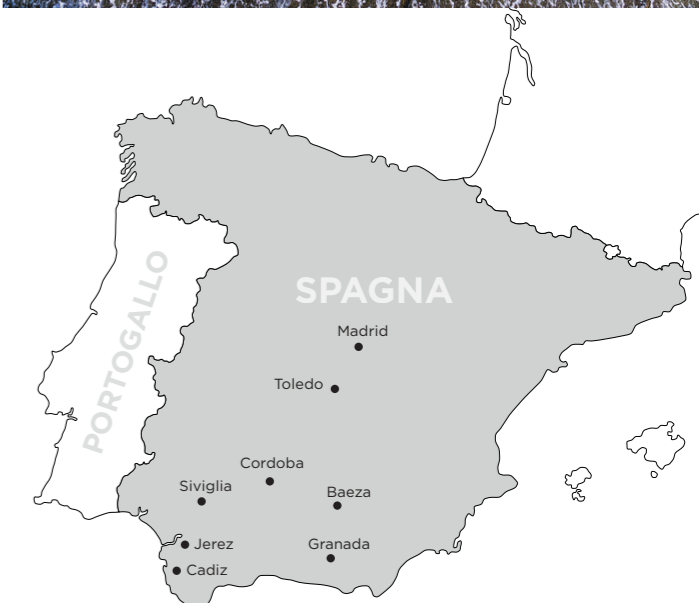 SPAGNA
PORTOGALLO
Madrid
Toledo
Cordoba
Siviglia
Baeza
Jerez
Granada
Cadiz